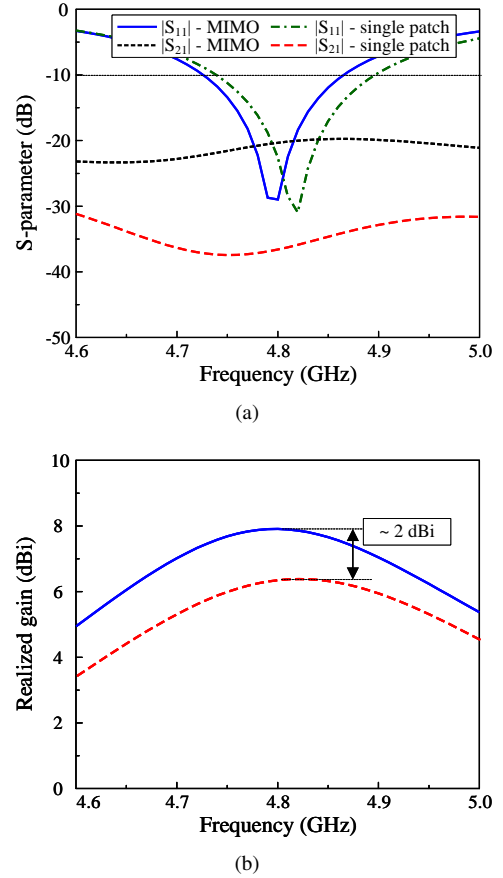 |S11| - MIMO |S11| - single patch
|S21| - MIMO |S21| - single patch
0
-10
-20
-30
-40
-50
S-parameter (dB)
4.6 4.7 4.8 4.9 5.0
Frequency (GHz)
(a)
10
8
6
4
2
0
Realized gain (dBi)
~ 2 dBi
4.6 4.7 4.8 4.9 5.0
Frequency (GHz)
(b)